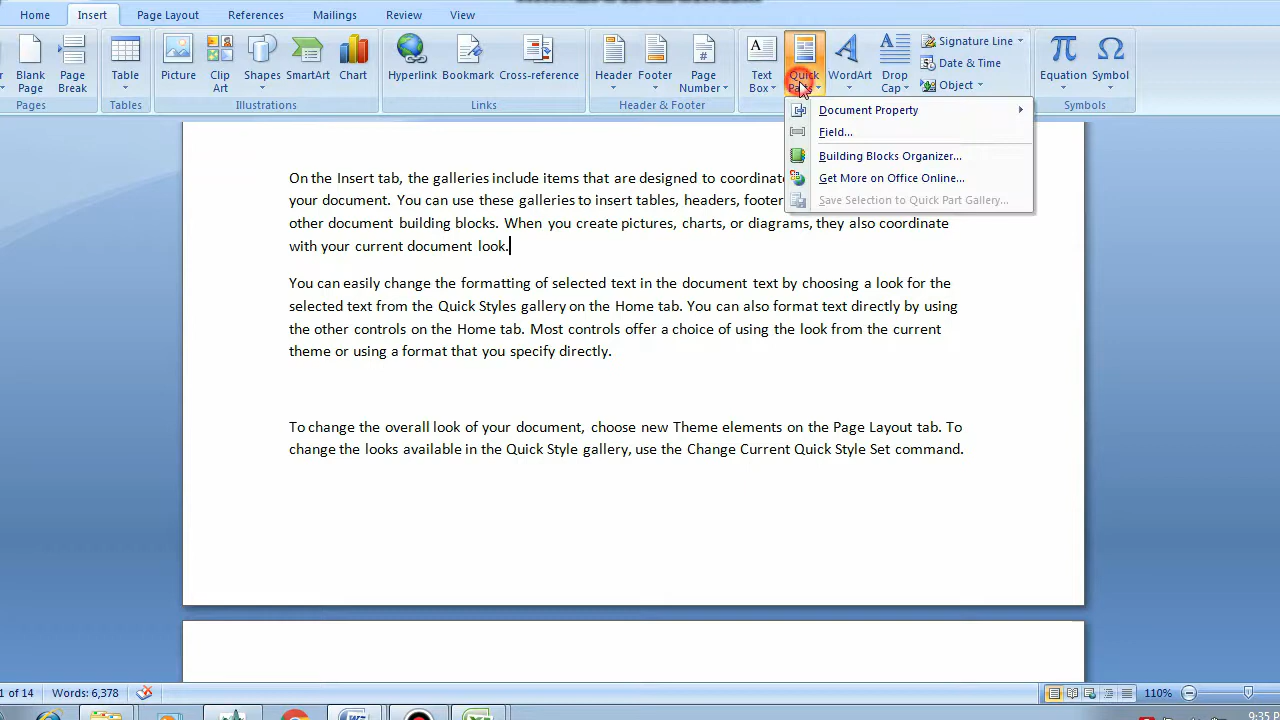 Home Insert Page Layout References Mailings Review View
Blank Page
Page Break
Table
Picture
Clip Art
Shapes
SmartArt
Chart
Hyperlink
Bookmark
Cross-reference
Header
Footer
Page Number
Text Box
Quick Parts
WordArt
Drop Cap
Signature Line
Date & Time
Object
Equation
Symbol
Pages Tables Illustrations Links Header & Footer Symbols
Document Property
Field...
Building Blocks Organizer...
Get More on Office Online...
Save Selection to Quick Part Gallery...
On the Insert tab, the galleries include items that are designed to coordinate
your document. You can use these galleries to insert tables, headers,
other document building blocks. When you create pictures, charts, or diagrams, they also coordinate
with your current document look.
You can easily change the formatting of selected text in the document text by choosing a look for the
selected text from the Quick Styles gallery on the Home tab. You can also format text directly by using
the other controls on the Home tab. Most controls offer a choice of using the look from the current
theme or using a format that you specify directly.
To change the overall look of your document, choose new Theme elements on the Page Layout tab. To
change the looks available in the Quick Style gallery, use the Change Current Quick Style Set command.
1 of 14 Words: 6,378 110%
9:35